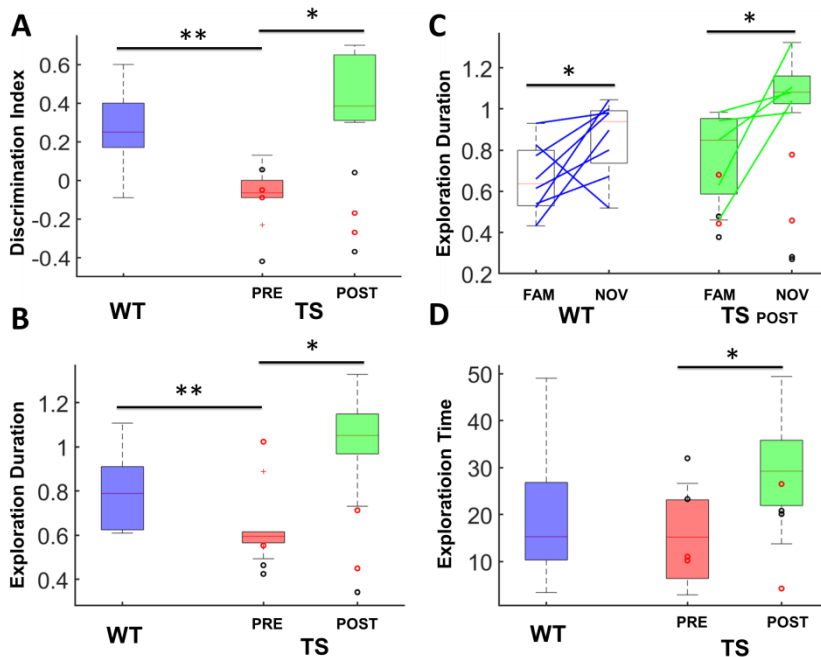 A
** *
Discrimination Index
0.6
0.4
0.2
0
-0.2
-0.4
WT PRE POST
TS
B
** *
Exploration Duration
1.2
1
0.8
0.6
0.4
WT PRE POST
TS
C
* *
Exploration Duration
1.2
1
0.8
0.6
0.4
0.2
FAM NOV FAM NOV
WT TS POST
D
*
Exploratioion Time
50
40
30
20
10
WT PRE POST
TS